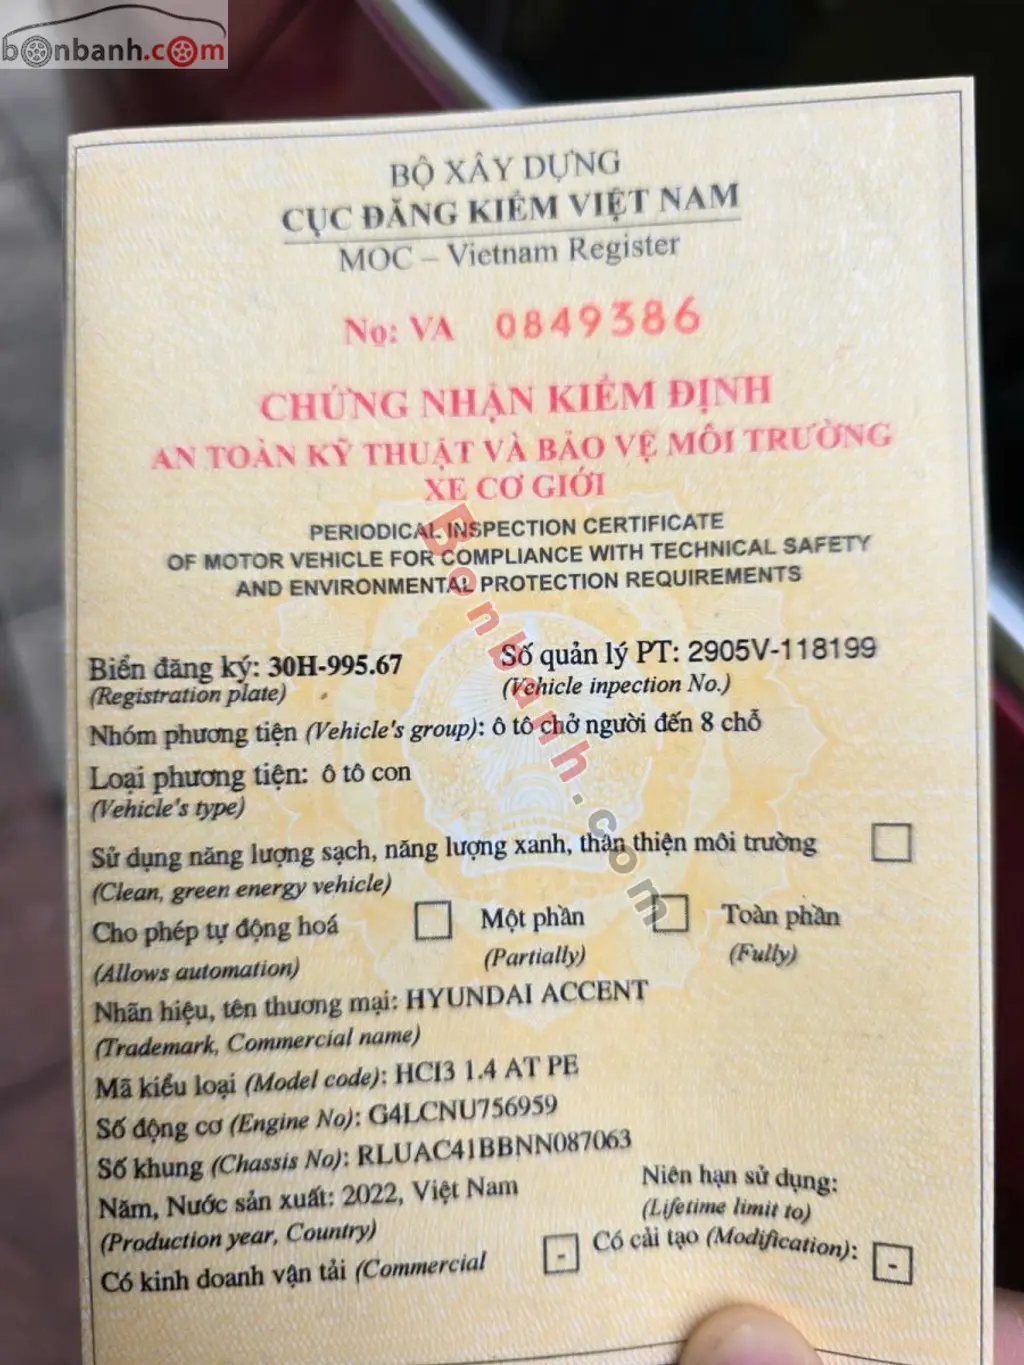 bonbanh.com
BỘ XÂY DỰNG
CỤC ĐĂNG KIỂM VIỆT NAM
MOC – Vietnam Register
Nọ: VA 0849386
CHỨNG NHẬN KIỂM ĐỊNH
AN TOÀN KỸ THUẬT VÀ BẢO VỆ MÔI TRƯỜNG
XE CƠ GIỚI
PERIODICAL INSPECTION CERTIFICATE
OF MOTOR VEHICLE FOR COMPLIANCE WITH TECHNICAL SAFETY
AND ENVIRONMENTAL PROTECTION REQUIREMENTS
Biển đăng ký: 30H-995.67 Số quản lý PT: 2905V-118199
(Registration plate) (Vehicle inpection No.)
Nhóm phương tiện (Vehicle's group): ô tô chở người đến 8 chỗ
Loại phương tiện: ô tô con
(Vehicle's type)
Sử dụng năng lượng sạch, năng lượng xanh, thân thiện môi trường
(Clean, green energy vehicle)
Cho phép tự động hoá Một phần Toàn phần
(Allows automation) (Partially) (Fully)
Nhãn hiệu, tên thương mại: HYUNDAI ACCENT
(Trademark, Commercial name)
Mã kiểu loại (Model code): HCI3 1.4 AT PE
Số động cơ (Engine No): G4LCNU756959
Số khung (Chassis No): RLUAC41BBNN087063
Năm, Nước sản xuất: 2022, Việt Nam Niên hạn sử dụng:
(Production year, Country) (Lifetime limit to)
Có kinh doanh vận tải (Commercial - Có cải tạo (Modification): -
Bonbanh.com